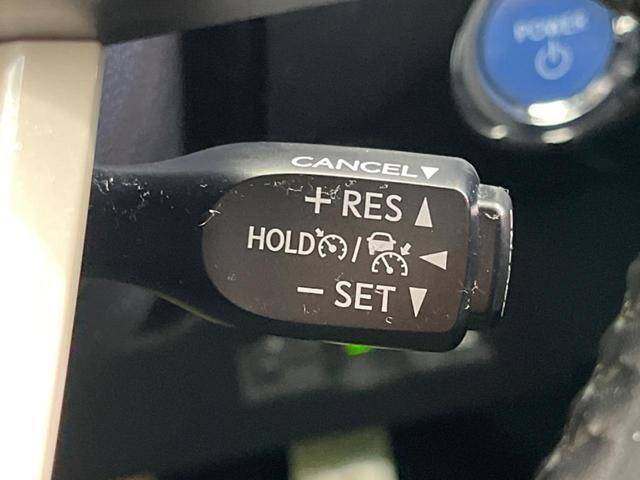 POWER
CANCEL▼
+ RES ▲
HOLD / ◀
− SET ▼